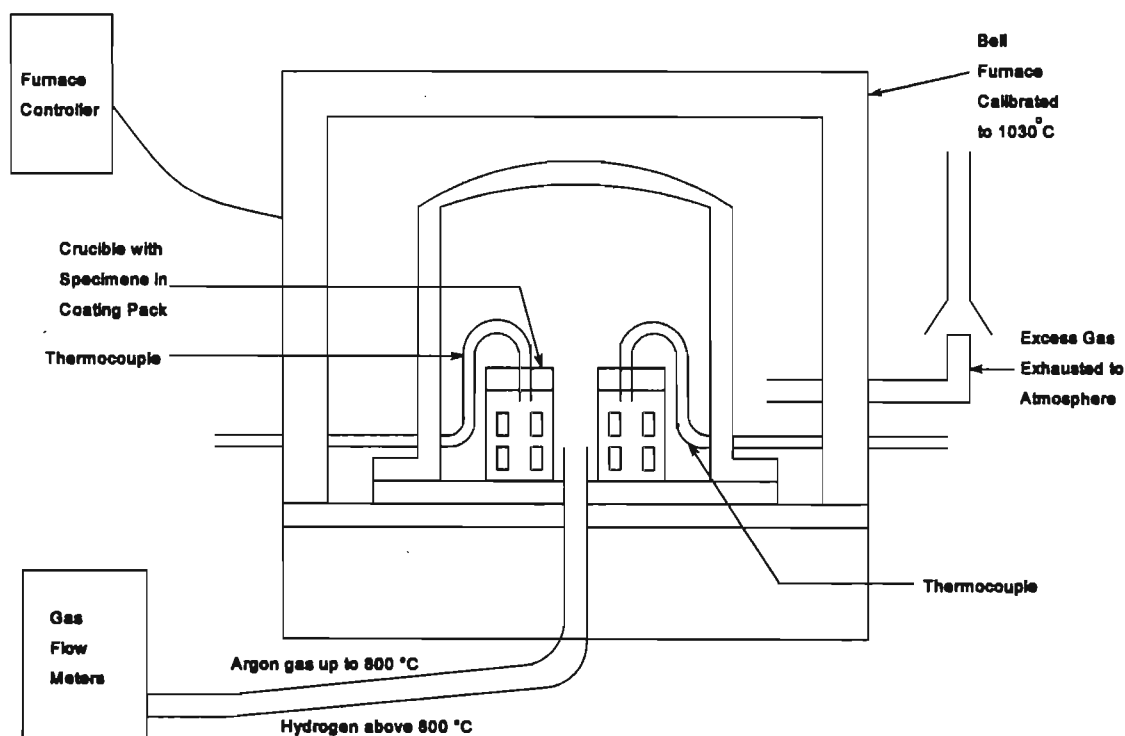 Furnace
Controller
Bell
Furnace
Calibrated
to 1030°C
Crucible with
Specimene in
Coating Pack
Thermocouple
Excess Gas
Exhausted to
Atmosphere
Thermocouple
Gas
Flow
Meters
Argon gas up to 800 °C
Hydrogen above 800 °C